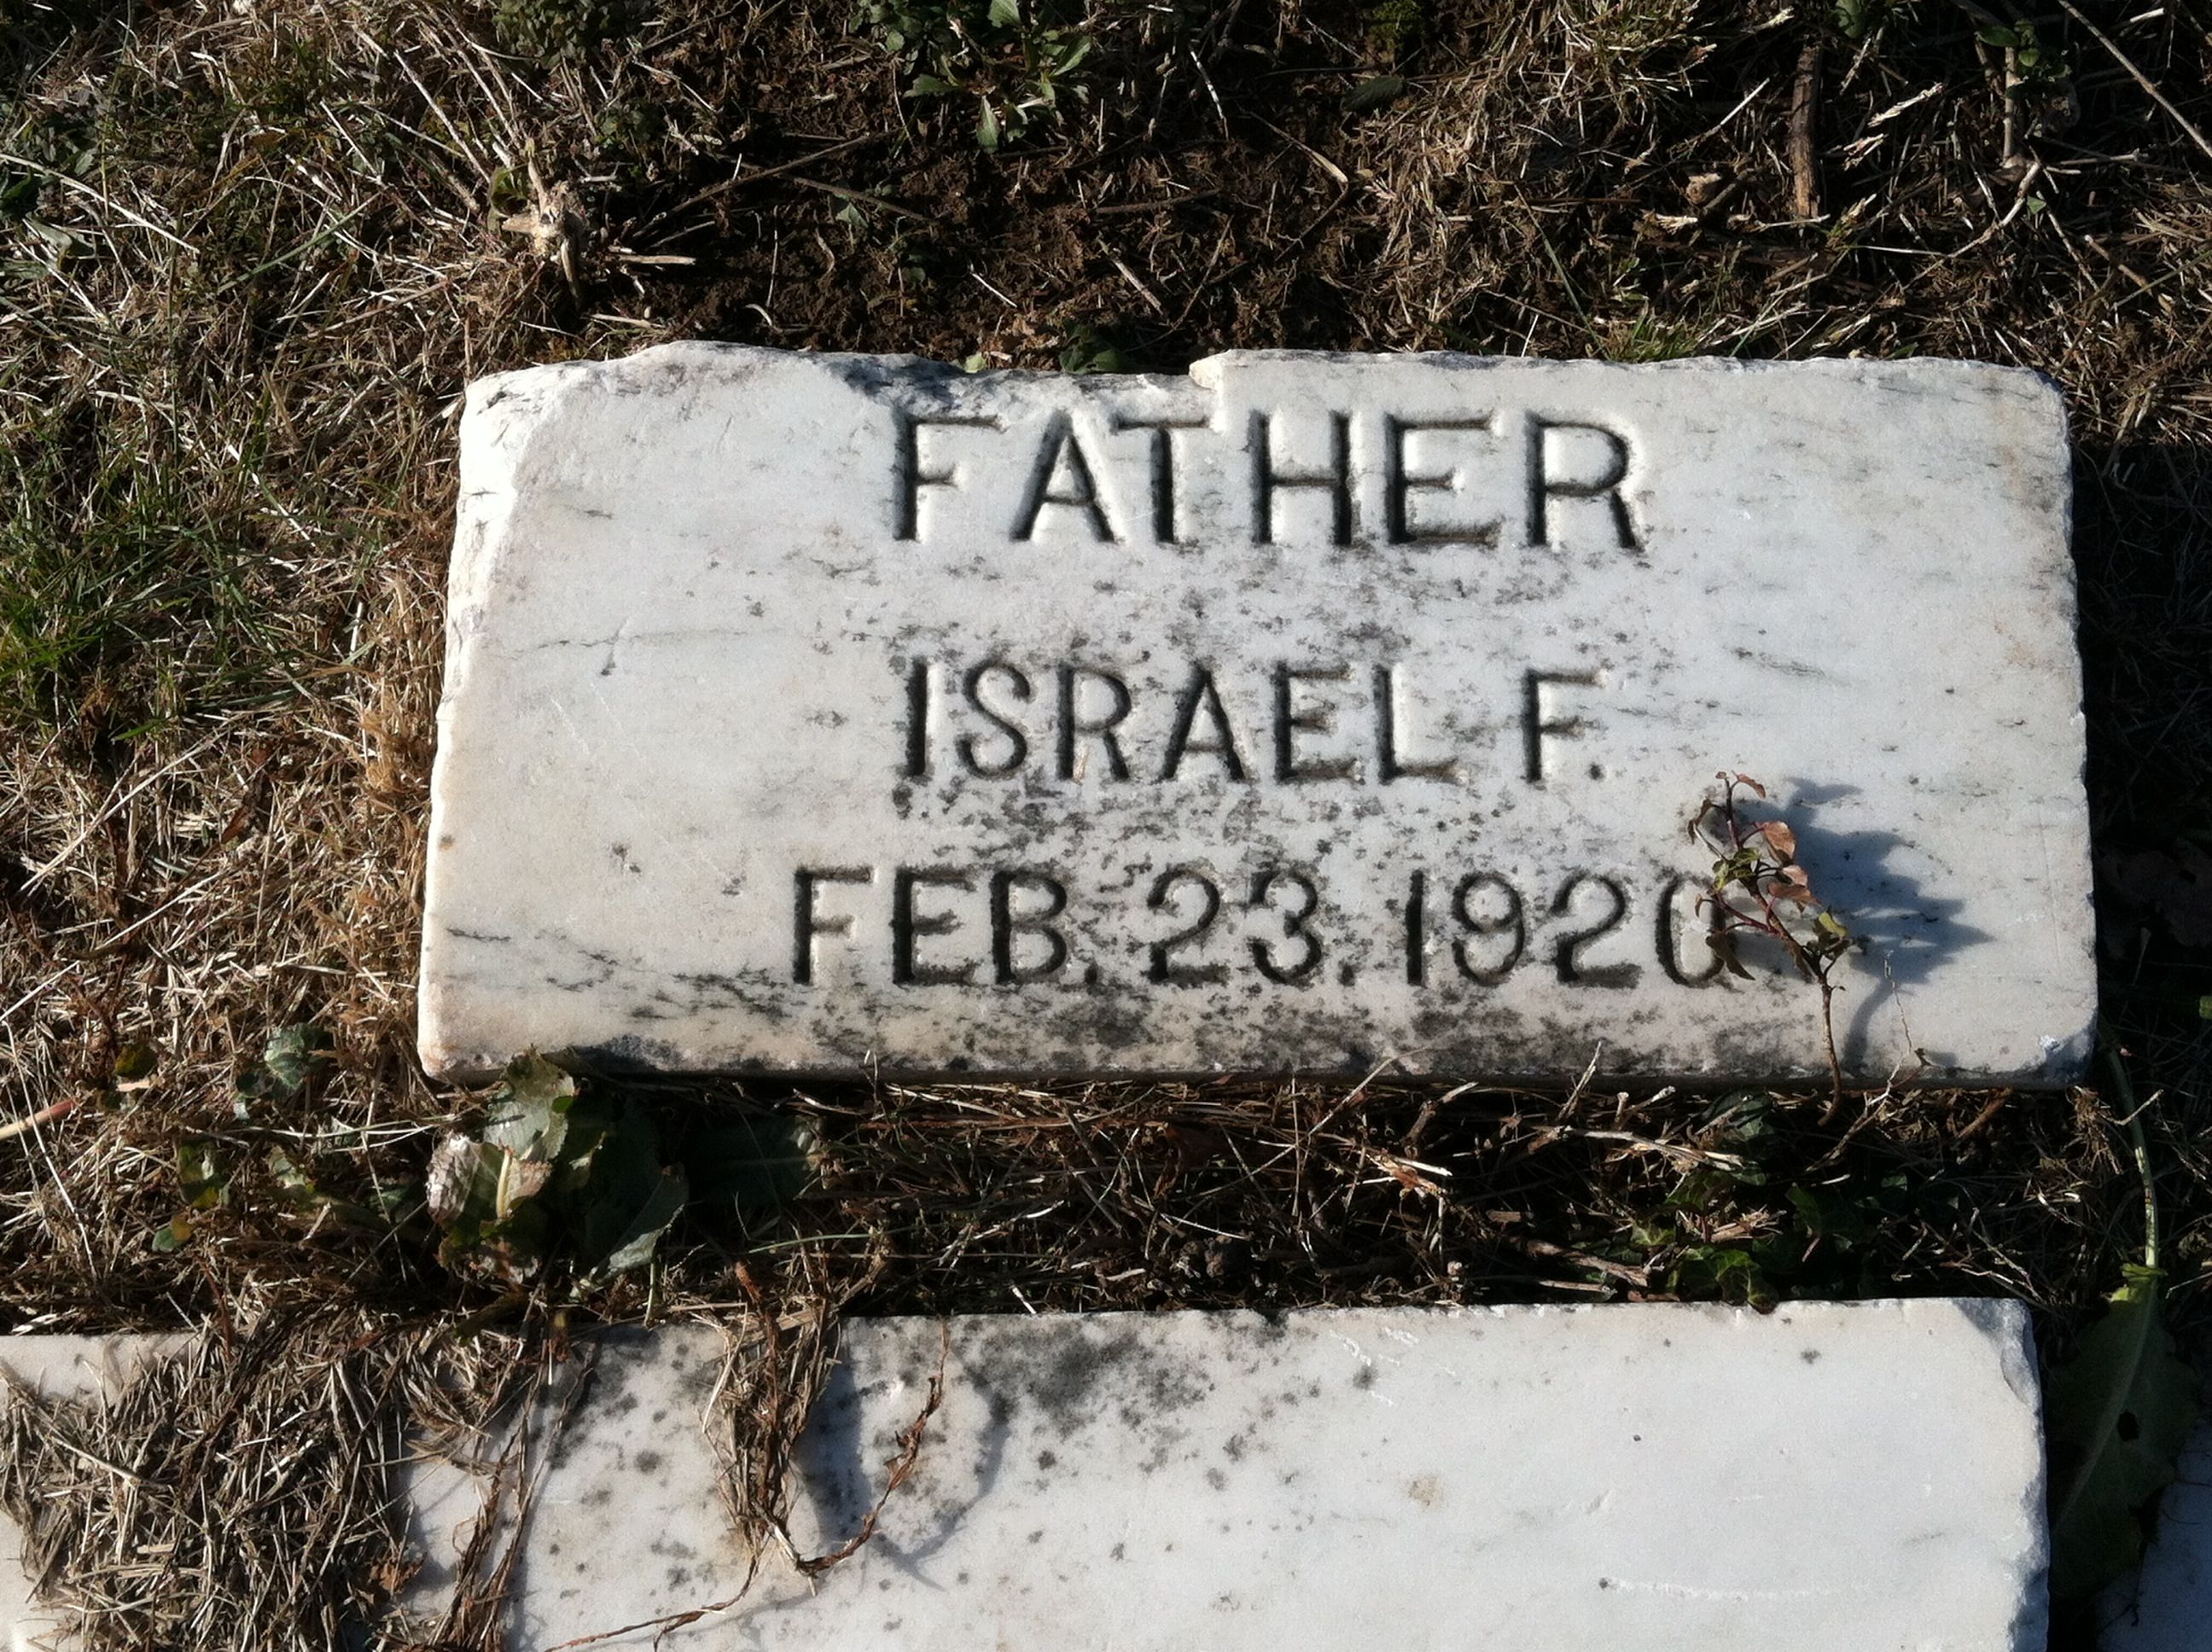 FATHER
ISRAEL F.
FEB. 23. 1920